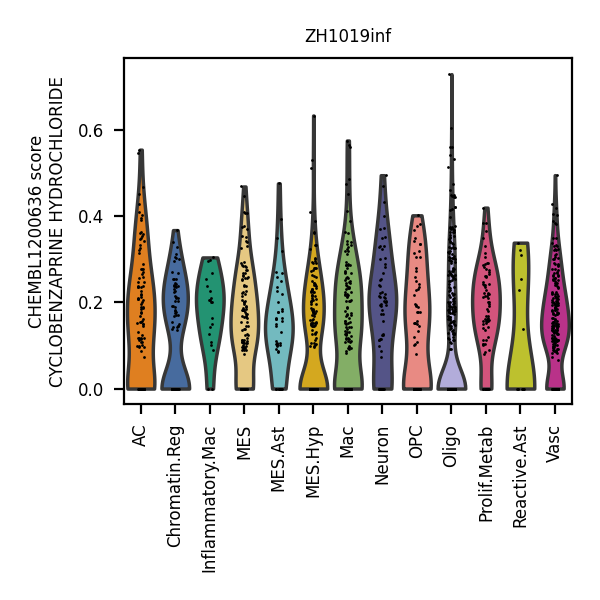 ZH1019inf
CHEMBL1200636 score
CYCLOBENZAPRINE HYDROCHLORIDE
0.6
0.4
0.2
0.0
AC
Chromatin.Reg
Inflammatory.Mac
MES
MES.Ast
MES.Hyp
Mac
Neuron
OPC
Oligo
Prolif.Metab
Reactive.Ast
Vasc